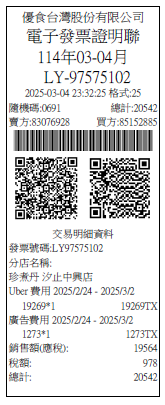 優食台灣股份有限公司
電子發票證明聯
114年03-04月
LY-97575102
2025-03-04 23:32:25 格式:25
隨機碼:0691 總計:20542
賣方:83076928 買方:85152885
交易明細資料
發票號碼:LY97575102
分店名稱:
珍煮丹 汐止中興店
Uber 費用 2025/2/24 - 2025/3/2
19269*1 19269TX
廣告費用 2025/2/24 - 2025/3/2
1273*1 1273TX
銷售額(應稅): 19564
稅額: 978
總計: 20542